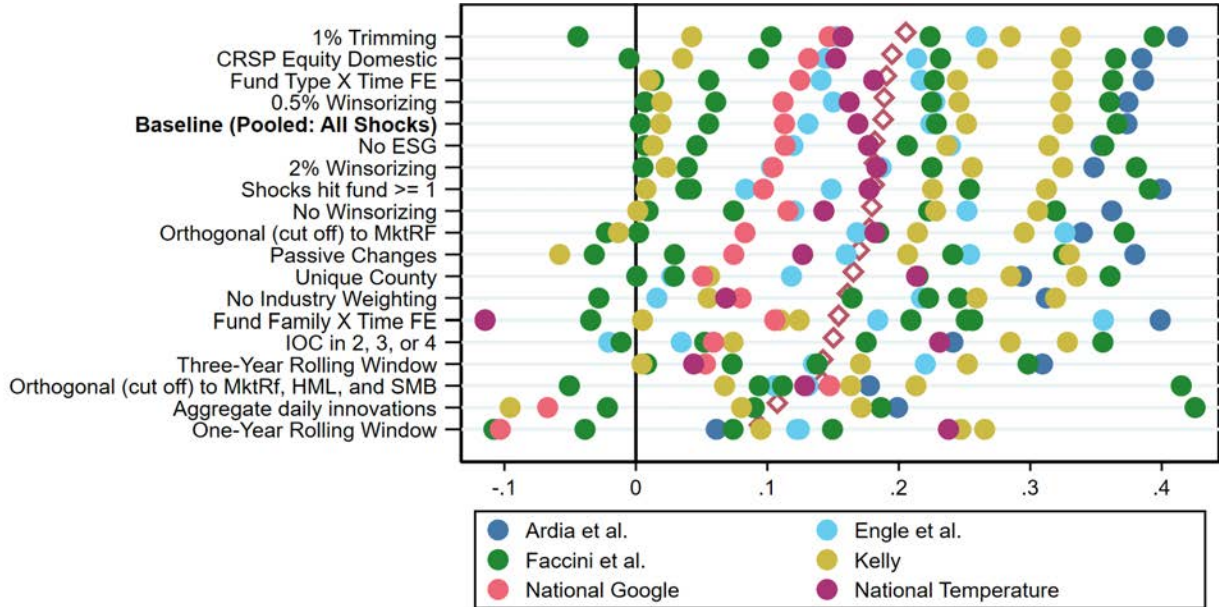 1% Trimming
CRSP Equity Domestic
Fund Type X Time FE
0.5% Winsorizing
Baseline (Pooled: All Shocks)
No ESG
2% Winsorizing
Shocks hit fund >= 1
No Winsorizing
Orthogonal (cut off) to MktRF
Passive Changes
Unique County
No Industry Weighting
Fund Family X Time FE
IOC in 2, 3, or 4
Three-Year Rolling Window
Orthogonal (cut off) to MktRf, HML, and SMB
Aggregate daily innovations
One-Year Rolling Window
-.1 0 .1 .2 .3 .4
Ardia et al. Engle et al.
Faccini et al. Kelly
National Google National Temperature